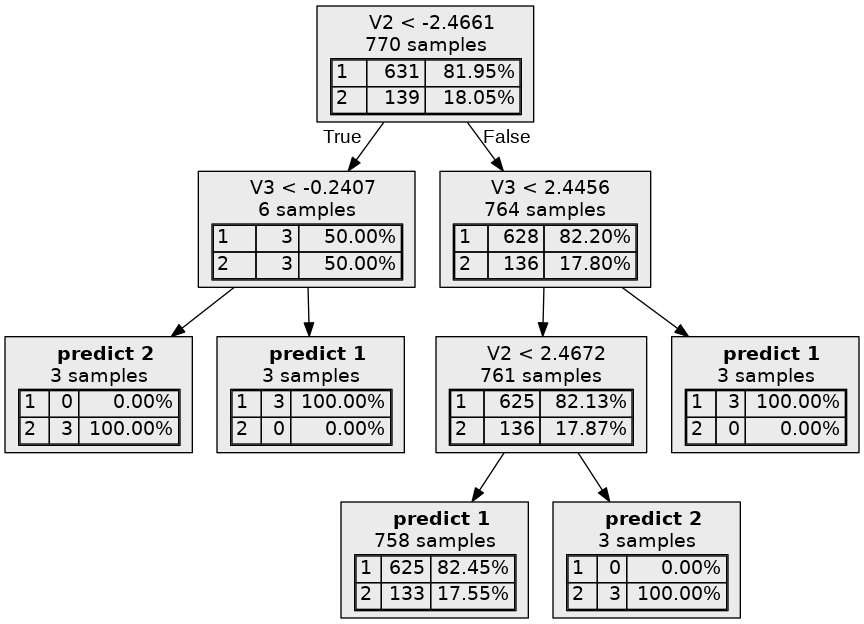 V2 < -2.4661
770 samples
1 631 81.95%
2 139 18.05%
True
False
V3 < -0.2407
6 samples
1 3 50.00%
2 3 50.00%
V3 < 2.4456
764 samples
1 628 82.20%
2 136 17.80%
predict 2
3 samples
1 0 0.00%
2 3 100.00%
predict 1
3 samples
1 3 100.00%
2 0 0.00%
V2 < 2.4672
761 samples
1 625 82.13%
2 136 17.87%
predict 1
3 samples
1 3 100.00%
2 0 0.00%
predict 1
758 samples
1 625 82.45%
2 133 17.55%
predict 2
3 samples
1 0 0.00%
2 3 100.00%